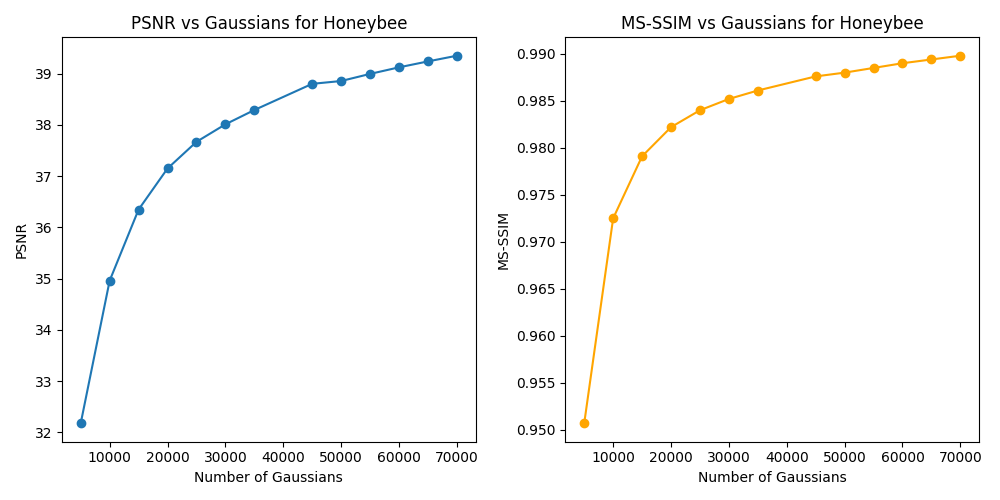 PSNR vs Gaussians for Honeybee
39
38
37
36
35
34
33
32
PSNR
10000 20000 30000 40000 50000 60000 70000
Number of Gaussians
MS-SSIM vs Gaussians for Honeybee
0.990
0.985
0.980
0.975
0.970
0.965
0.960
0.955
0.950
MS-SSIM
10000 20000 30000 40000 50000 60000 70000
Number of Gaussians